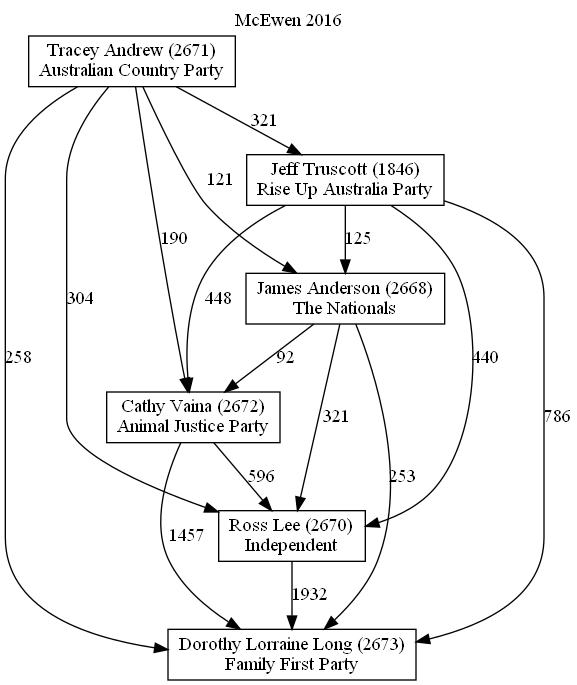 McEwen 2016
Tracey Andrew (2671)
Australian Country Party
321
Jeff Truscott (1846)
Rise Up Australia Party
121
190
125
304
448
James Anderson (2668)
The Nationals
258
92
440
Cathy Vaina (2672)
Animal Justice Party
321
786
596
253
1457
Ross Lee (2670)
Independent
1932
Dorothy Lorraine Long (2673)
Family First Party